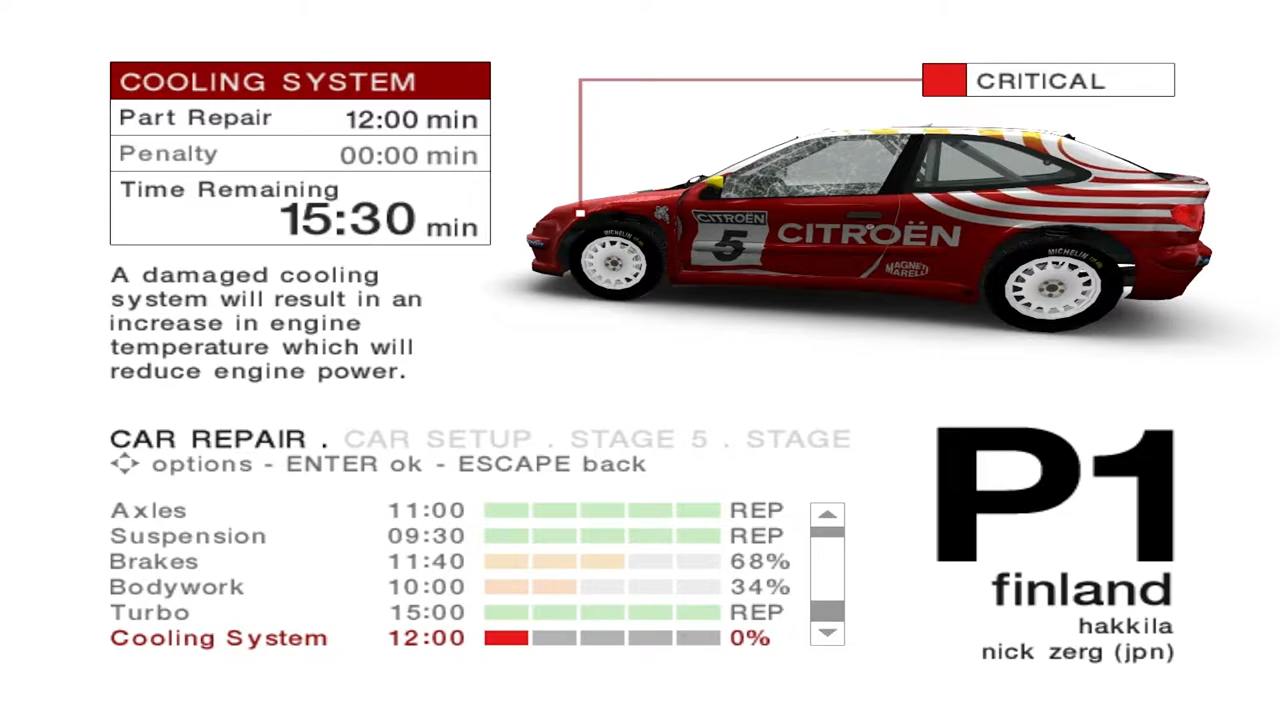 COOLING SYSTEM
Part Repair 12:00 min
Penalty 00:00 min
Time Remaining
15:30 min
CRITICAL
A damaged cooling
system will result in an
increase in engine
temperature which will
reduce engine power.
CITROËN
5
CITROËN
MAGNETI
MARELLI
MICHELIN
MICHELIN
CAR REPAIR . CAR SETUP . STAGE 5 . STAGE
options - ENTER ok - ESCAPE back
Axles 11:00 REP
Suspension 09:30 REP
Brakes 11:40 68%
Bodywork 10:00 34%
Turbo 15:00 REP
Cooling System 12:00 0%
P1
finland
hakkila
nick zerg (jpn)